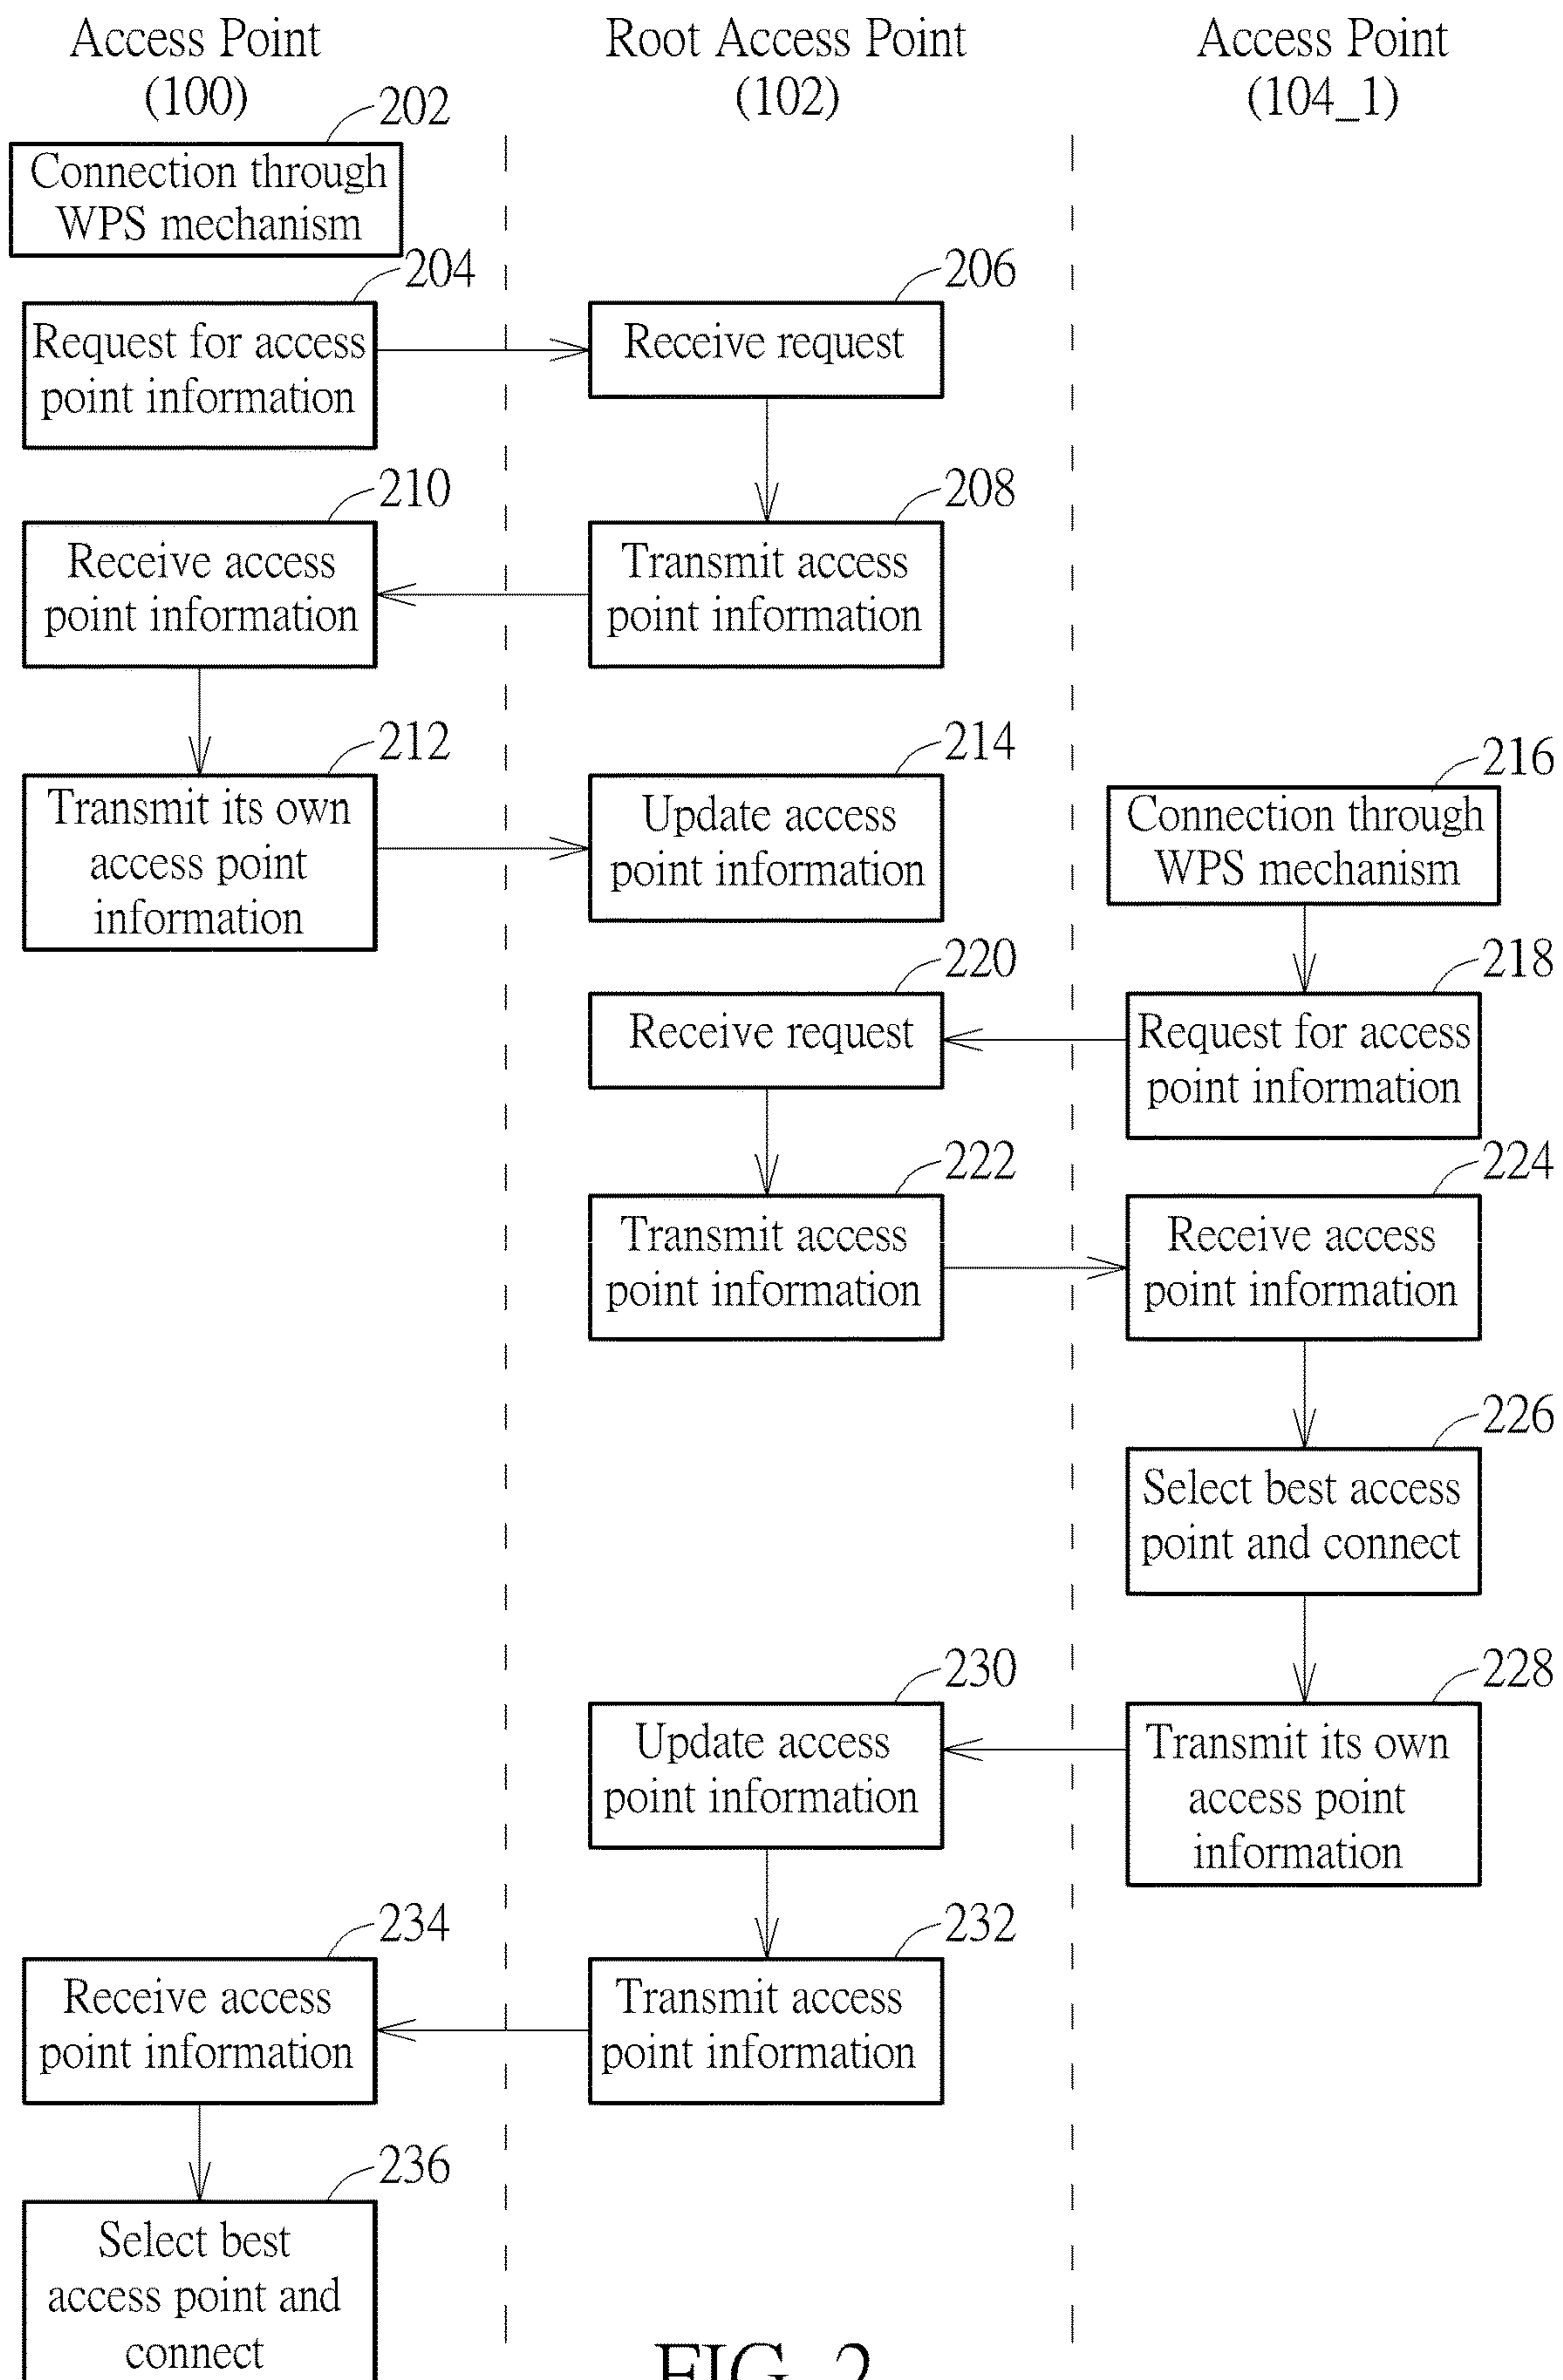 Access Point
(100)
Root Access Point
(102)
Access Point
(104_1)
202
Connection through
WPS mechanism
204
Request for access
point information
206
Receive request
210
Receive access
point information
208
Transmit access
point information
212
Transmit its own
access point
information
214
Update access
point information
216
Connection through
WPS mechanism
220
Receive request
218
Request for access
point information
222
Transmit access
point information
224
Receive access
point information
226
Select best access
point and connect
230
Update access
point information
228
Transmit its own
access point
information
234
Receive access
point information
232
Transmit access
point information
236
Select best
access point and
connect
FIG. 2